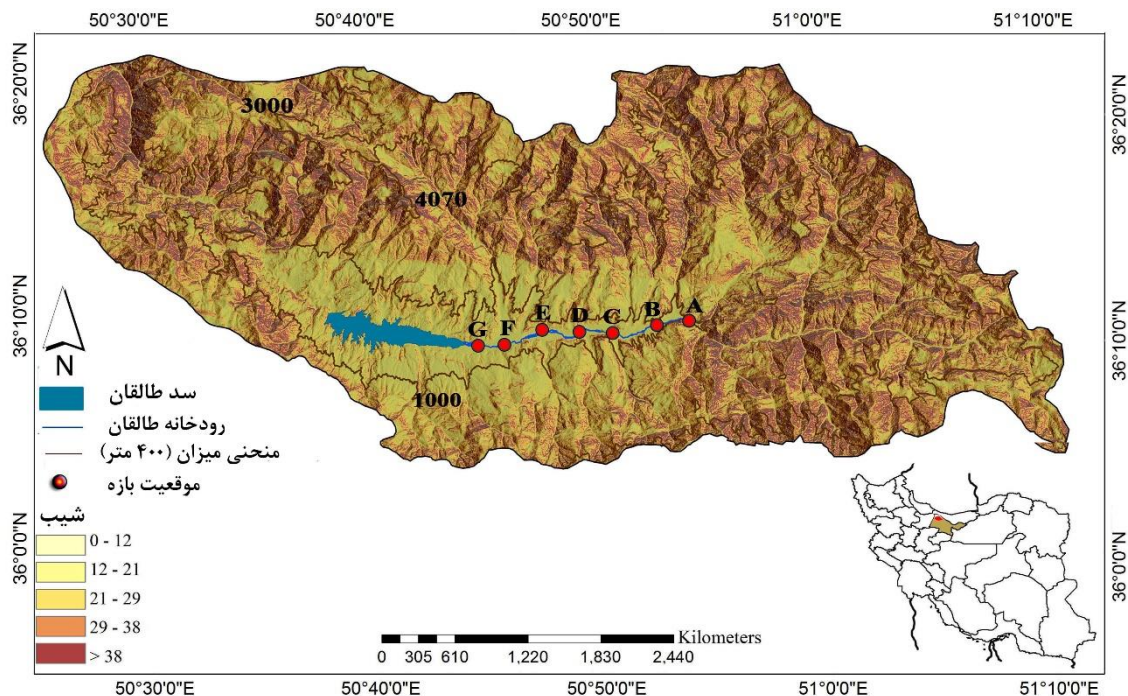 50°30'0"E 50°40'0"E 50°50'0"E 51°0'0"E 51°10'0"E
36°20'0"N
36°20'0"N
3000
4070
A
B
C
D
E
F
G
36°10'0"N
36°10'0"N
1000
N
سد طالقان
رودخانه طالقان
منحنی میزان (۴۰۰ متر)
موقعیت بازه
شیب
0 - 12
12 - 21
21 - 29
29 - 38
> 38
36°0'0"N
36°0'0"N
Kilometers
0 305 610 1,220 1,830 2,440
50°30'0"E 50°40'0"E 50°50'0"E 51°0'0"E 51°10'0"E